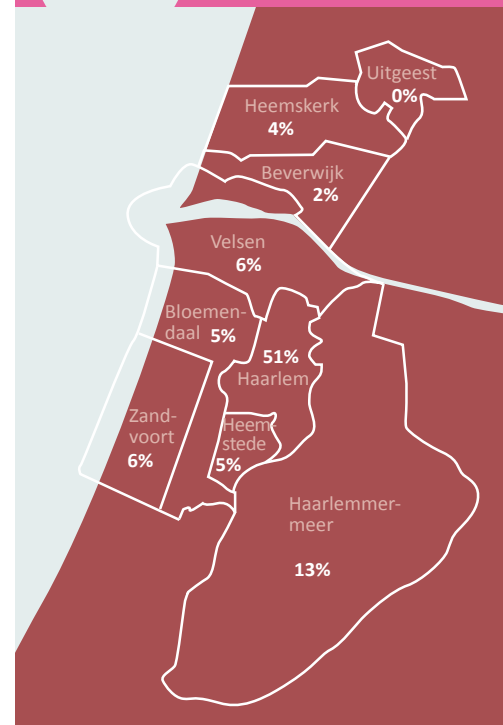 Uitgeest
0%
Heemskerk
4%
Beverwijk
2%
Velsen
6%
Bloemen-
daal 5%
51%
Haarlem
Zand-
voort
6%
Heem-
stede
5%
Haarlemmer-
meer
13%